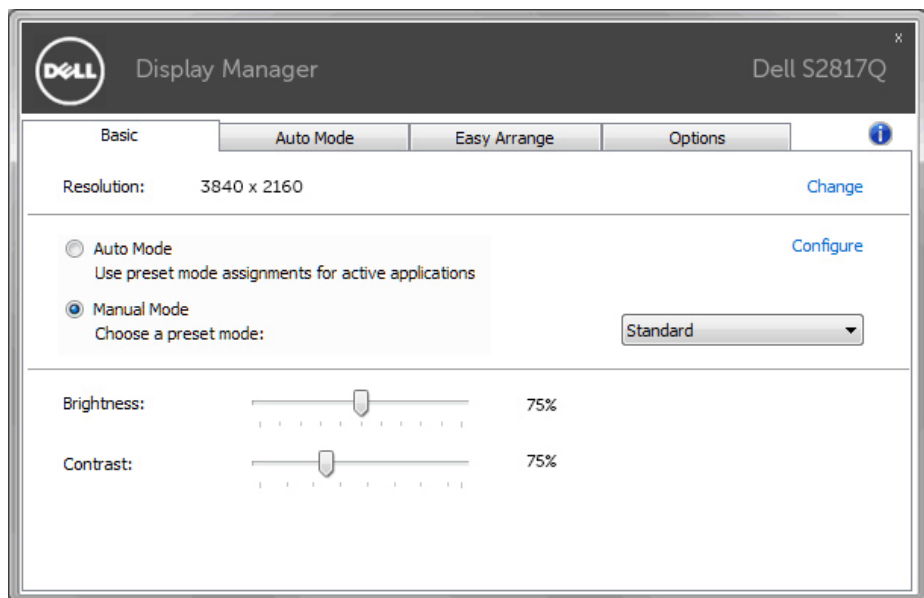 x
DELL Display Manager Dell S2817Q
Basic Auto Mode Easy Arrange Options i
Resolution: 3840 x 2160 Change
Auto Mode Configure
Use preset mode assignments for active applications
Manual Mode
Choose a preset mode: Standard
Brightness: 75%
Contrast: 75%